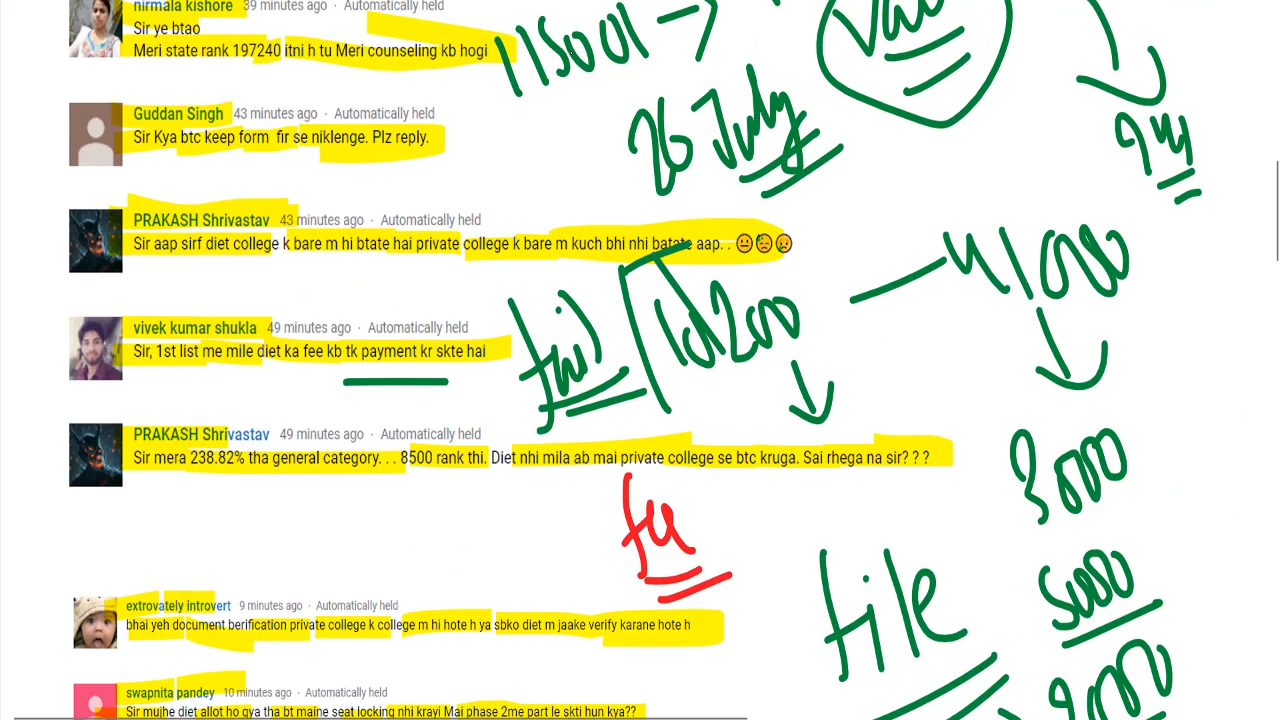 nirmala kishore 39 minutes ago · Automatically held
Sir ye btao
Meri state rank 197240 itni h tu Meri counseling kb hogi
115001
26 July
Guddan Singh 43 minutes ago · Automatically held
Sir Kya btc keep form fir se niklenge. Plz reply.
PRAKASH Shrivastav 43 minutes ago · Automatically held
Sir aap sirf diet college k bare m hi btate hai private college k bare m kuch bhi nhi batate aap. . 😐😓😢
41000
vivek kumar shukla 49 minutes ago · Automatically held
Sir, 1st list me mile diet ka fee kb tk payment kr skte hai
PRAKASH Shrivastav 49 minutes ago · Automatically held
Sir mera 238.82% tha general category. . . 8500 rank thi. Diet nhi mila ab mai private college se btc kruga. Sai rhega na sir? ? ?
3000
file
5000
extrovately introvert 9 minutes ago · Automatically held
bhai yeh document berification private college k college m hi hote h ya sbko diet m jaake verify karane hote h
swapnita pandey 10 minutes ago · Automatically held
Sir mujhe diet allot ho gya tha bt maine seat locking nhi krayi Mai phase 2me part le skti hun kya??